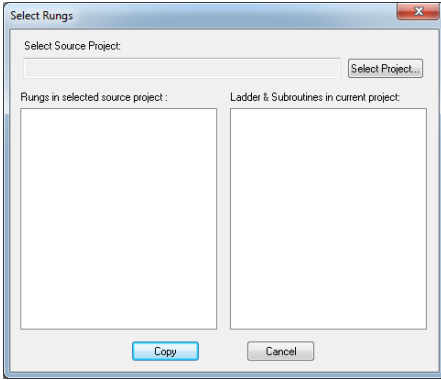 Select Rungs
Select Source Project:
Select Project...
Rungs in selected source project :
Ladder & Subroutines in current project:
Copy
Cancel